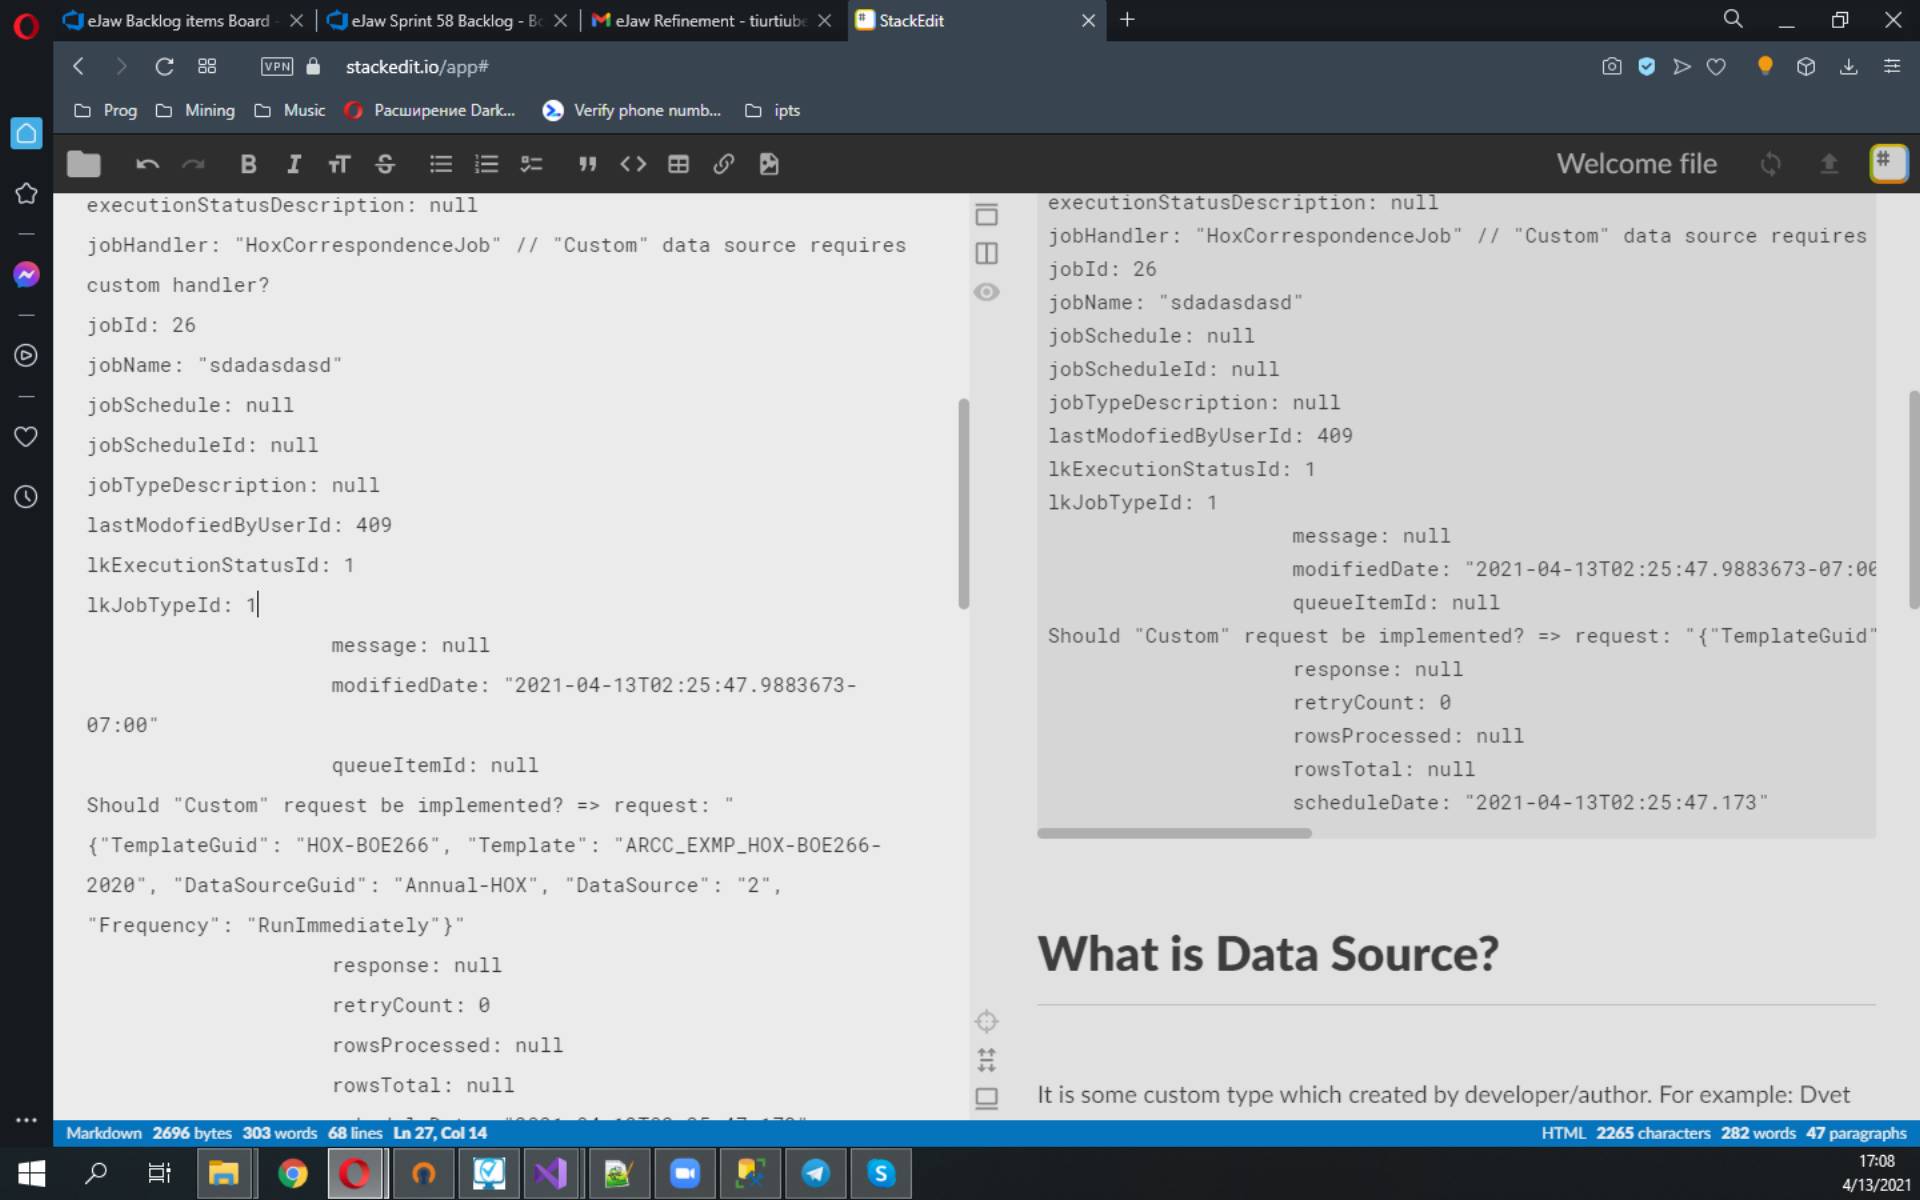 eJaw Backlog items Board
eJaw Sprint 58 Backlog - Bo
eJaw Refinement - tiurtiube
StackEdit
VPN
stackedit.io/app#
Prog
Mining
Music
Расширение Dark...
Verify phone numb...
ipts
Welcome file
executionStatusDescription: null
jobHandler: "HoxCorrespondenceJob" // "Custom" data source requires
custom handler?
jobId: 26
jobName: "sdadasdasd"
jobSchedule: null
jobScheduleId: null
jobTypeDescription: null
lastModofiedByUserId: 409
lkExecutionStatusId: 1
lkJobTypeId: 1
message: null
modifiedDate: "2021-04-13T02:25:47.9883673-
07:00"
queueItemId: null
Should "Custom" request be implemented? => request: "
{"TemplateGuid": "HOX-BOE266", "Template": "ARCC_EXMP_HOX-BOE266-
2020", "DataSourceGuid": "Annual-HOX", "DataSource": "2",
"Frequency": "RunImmediately"}"
response: null
retryCount: 0
rowsProcessed: null
rowsTotal: null
executionStatusDescription: null
jobHandler: "HoxCorrespondenceJob" // "Custom" data source requires
jobId: 26
jobName: "sdadasdasd"
jobSchedule: null
jobScheduleId: null
jobTypeDescription: null
lastModofiedByUserId: 409
lkExecutionStatusId: 1
lkJobTypeId: 1
message: null
modifiedDate: "2021-04-13T02:25:47.9883673-07:00
queueItemId: null
Should "Custom" request be implemented? => request: "{"TemplateGuid"
response: null
retryCount: 0
rowsProcessed: null
rowsTotal: null
scheduleDate: "2021-04-13T02:25:47.173"
What is Data Source?
It is some custom type which created by developer/author. For example: Dvet
Markdown 2696 bytes 303 words 68 lines Ln 27, Col 14
HTML 2265 characters 282 words 47 paragraphs
17:08
4/13/2021